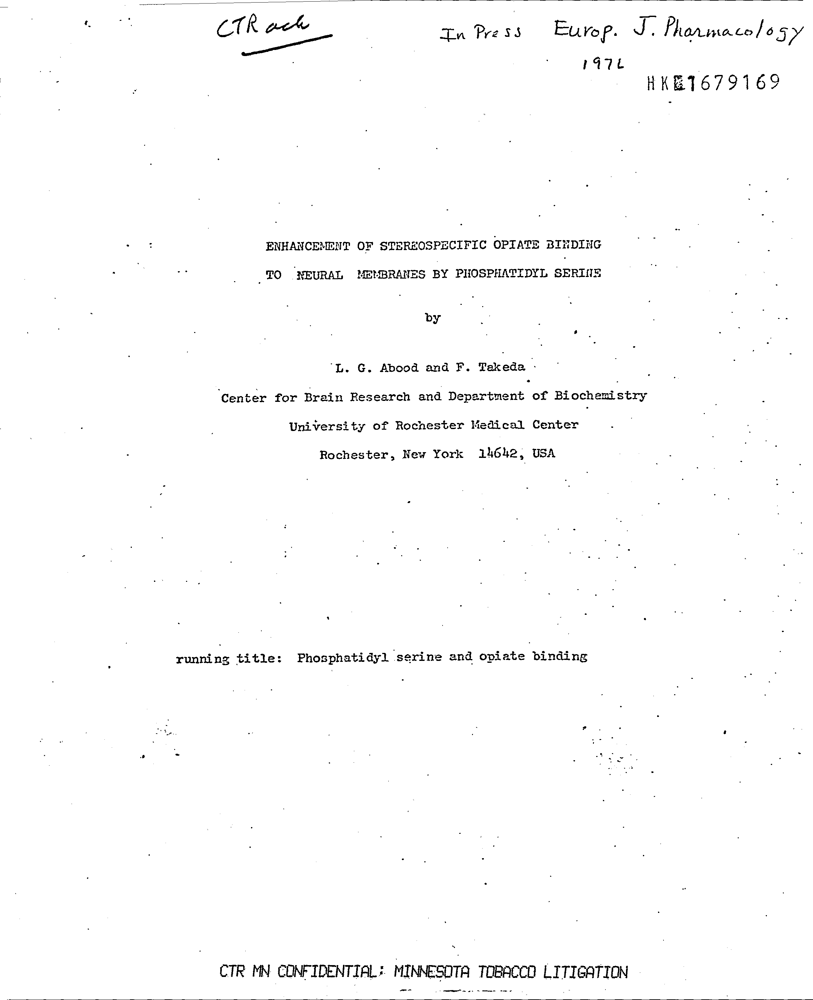 CTR ack
In Press Europ. J. Pharmacology
197
HK 1679169
ENHANCEMENT OF STEREOSPECIFIC OPIATE BINDING
TO NEURAL MEMBRANES BY PHOSPHATIDYL SERINE
by
L. G. Abood and F. Takeda
Center for Brain Research and Department of Biochemistry
University of Rochester Medical Center
Rochester, New York 14642, USA
running title: Phosphatidyl serine and opiate binding
CTR MN CONFIDENTIAL: MINNESOTA TOBACCO LITIGATION